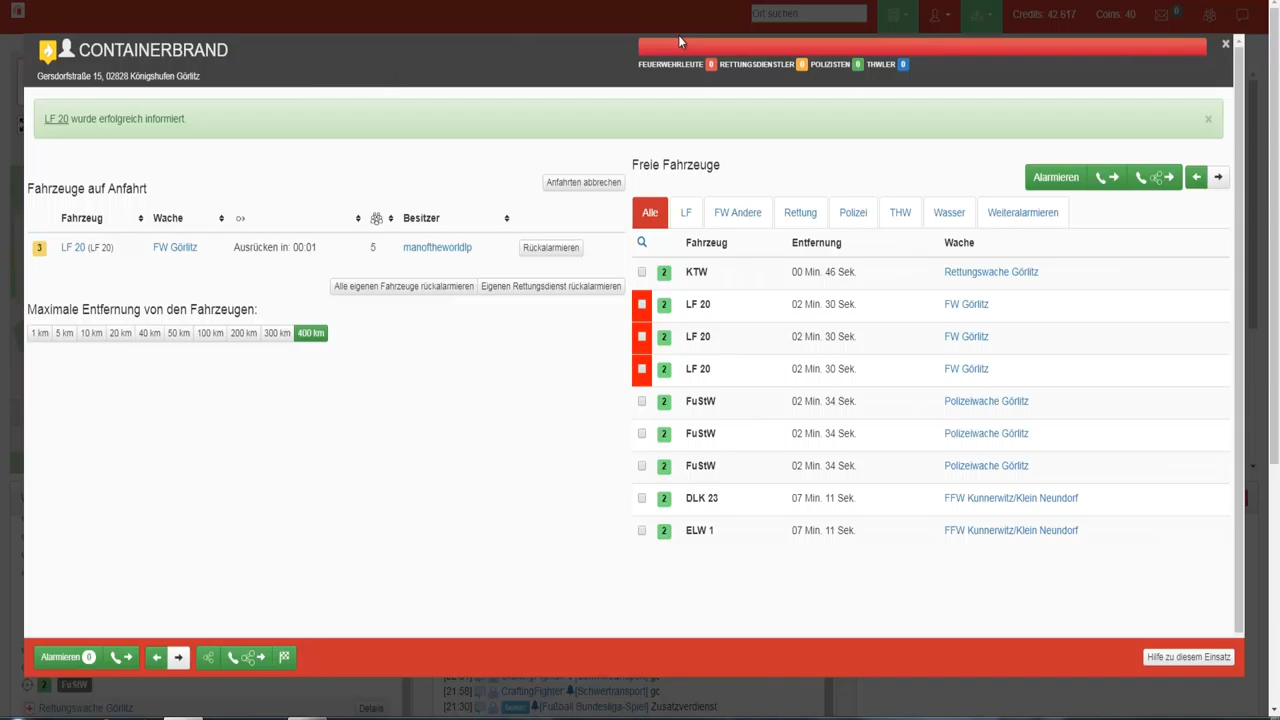 Ort suchen
Credits: 42.617
Coins: 40
0
CONTAINERBRAND
Gersdorfstraße 15, 02828 Königshufen Görlitz
FEUERWEHRLEUTE 0 RETTUNGSDIENSTLER 0 POLIZISTEN 0 THWLER 0
LF 20 wurde erfolgreich informiert.
Fahrzeuge auf Anfahrt
Anfahrten abbrechen
Fahrzeug Wache Besitzer
3 LF 20 (LF 20) FW Görlitz Ausrücken in: 00:01 5 manoftheworldlp Rückalarmieren
Alle eigenen Fahrzeuge rückalarmieren Eigenen Rettungsdienst rückalarmieren
Maximale Entfernung von den Fahrzeugen:
1 km 5 km 10 km 20 km 40 km 50 km 100 km 200 km 300 km 400 km
Freie Fahrzeuge
Alarmieren
Alle LF FW Andere Rettung Polizei THW Wasser Weiteralarmieren
Fahrzeug Entfernung Wache
2 KTW 00 Min. 46 Sek. Rettungswache Görlitz
2 LF 20 02 Min. 30 Sek. FW Görlitz
2 LF 20 02 Min. 30 Sek. FW Görlitz
2 LF 20 02 Min. 30 Sek. FW Görlitz
2 FuStW 02 Min. 34 Sek. Polizeiwache Görlitz
2 FuStW 02 Min. 34 Sek. Polizeiwache Görlitz
2 FuStW 02 Min. 34 Sek. Polizeiwache Görlitz
2 DLK 23 07 Min. 11 Sek. FFW Kunnerwitz/Klein Neundorf
2 ELW 1 07 Min. 11 Sek. FFW Kunnerwitz/Klein Neundorf
Alarmieren 0
Hilfe zu diesem Einsatz
2 FuStW
Rettungswache Görlitz
Details
[21:58] CraftingFighter [Schwertransport] gc
[21:30] [Fußball Bundesliga-Spiel] Zusatzverdienst